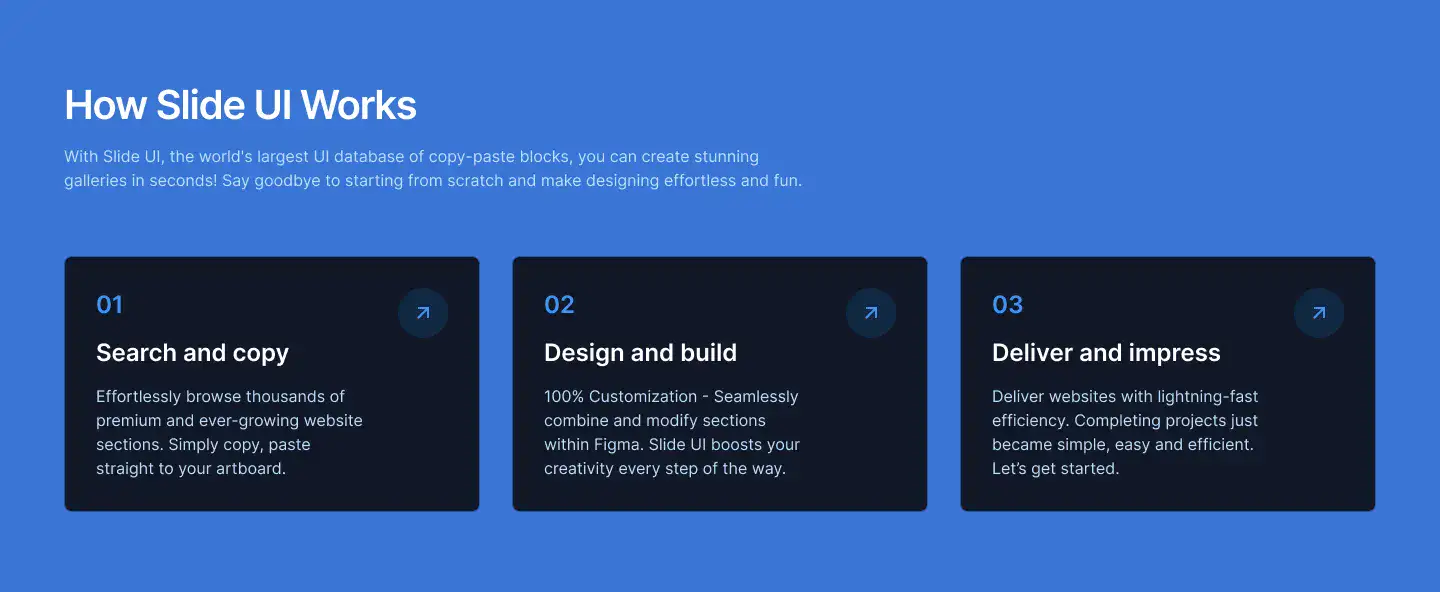 How Slide UI Works
With Slide UI, the world's largest UI database of copy-paste blocks, you can create stunning
galleries in seconds! Say goodbye to starting from scratch and make designing effortless and fun.
01
Search and copy
Effortlessly browse thousands of
premium and ever-growing website
sections. Simply copy, paste
straight to your artboard.
02
Design and build
100% Customization - Seamlessly
combine and modify sections
within Figma. Slide UI boosts your
creativity every step of the way.
03
Deliver and impress
Deliver websites with lightning-fast
efficiency. Completing projects just
became simple, easy and efficient.
Let’s get started.